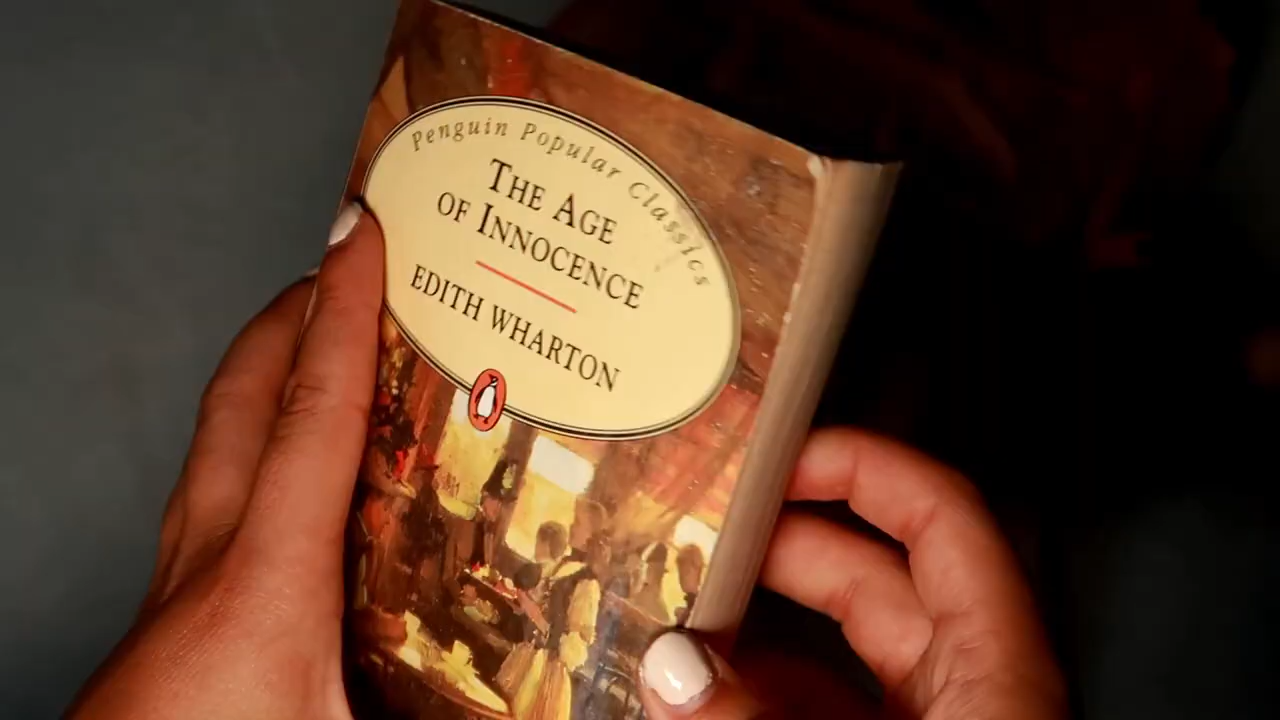 Penguin Popular Classics
THE AGE
OF INNOCENCE
EDITH WHARTON